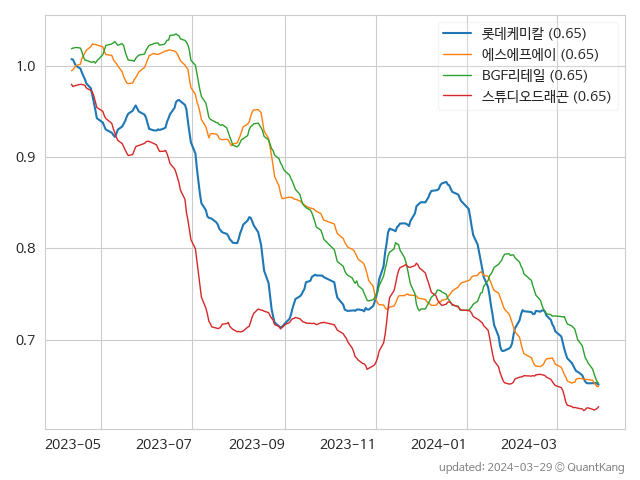 롯데케미칼 (0.65)
에스에프에이 (0.65)
BGF리테일 (0.65)
스튜디오드래곤 (0.65)
1.0
0.9
0.8
0.7
2023-05 2023-07 2023-09 2023-11 2024-01 2024-03
updated: 2024-03-29 © QuantKang